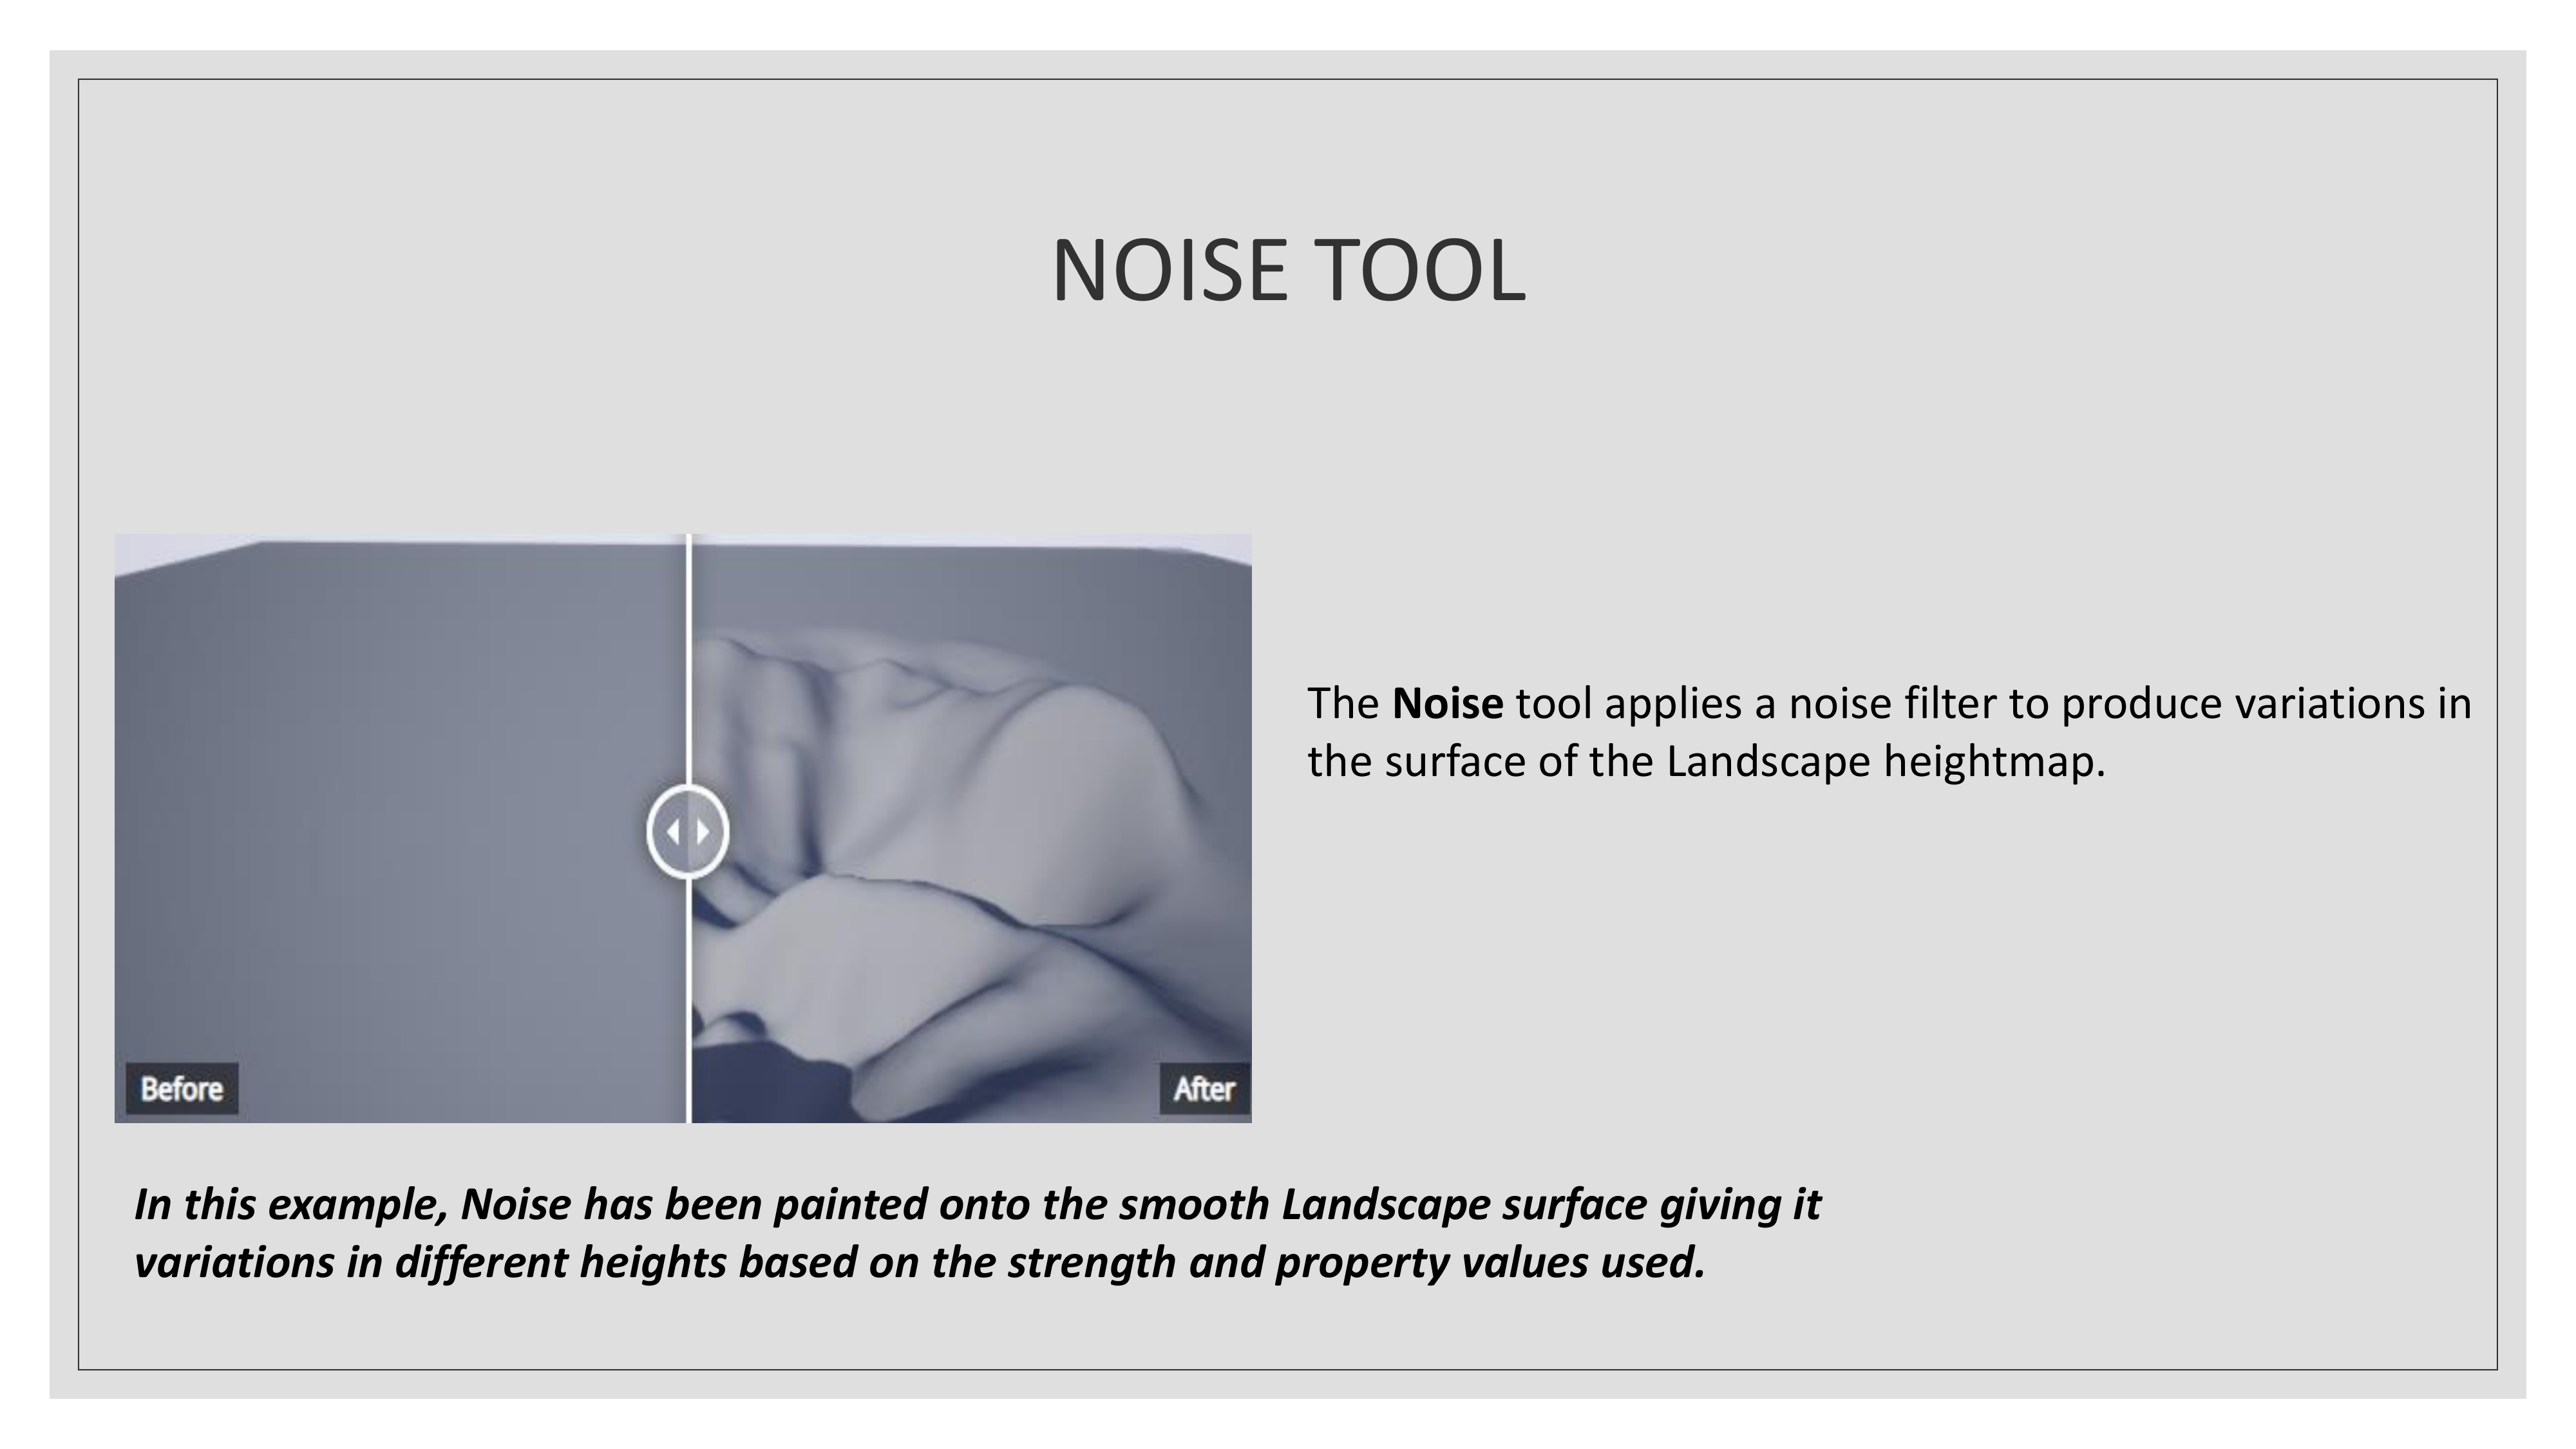 NOISE TOOL
The Noise tool applies a noise filter to produce variations in
the surface of the Landscape heightmap.
Before
After
In this example, Noise has been painted onto the smooth Landscape surface giving it
variations in different heights based on the strength and property values used.